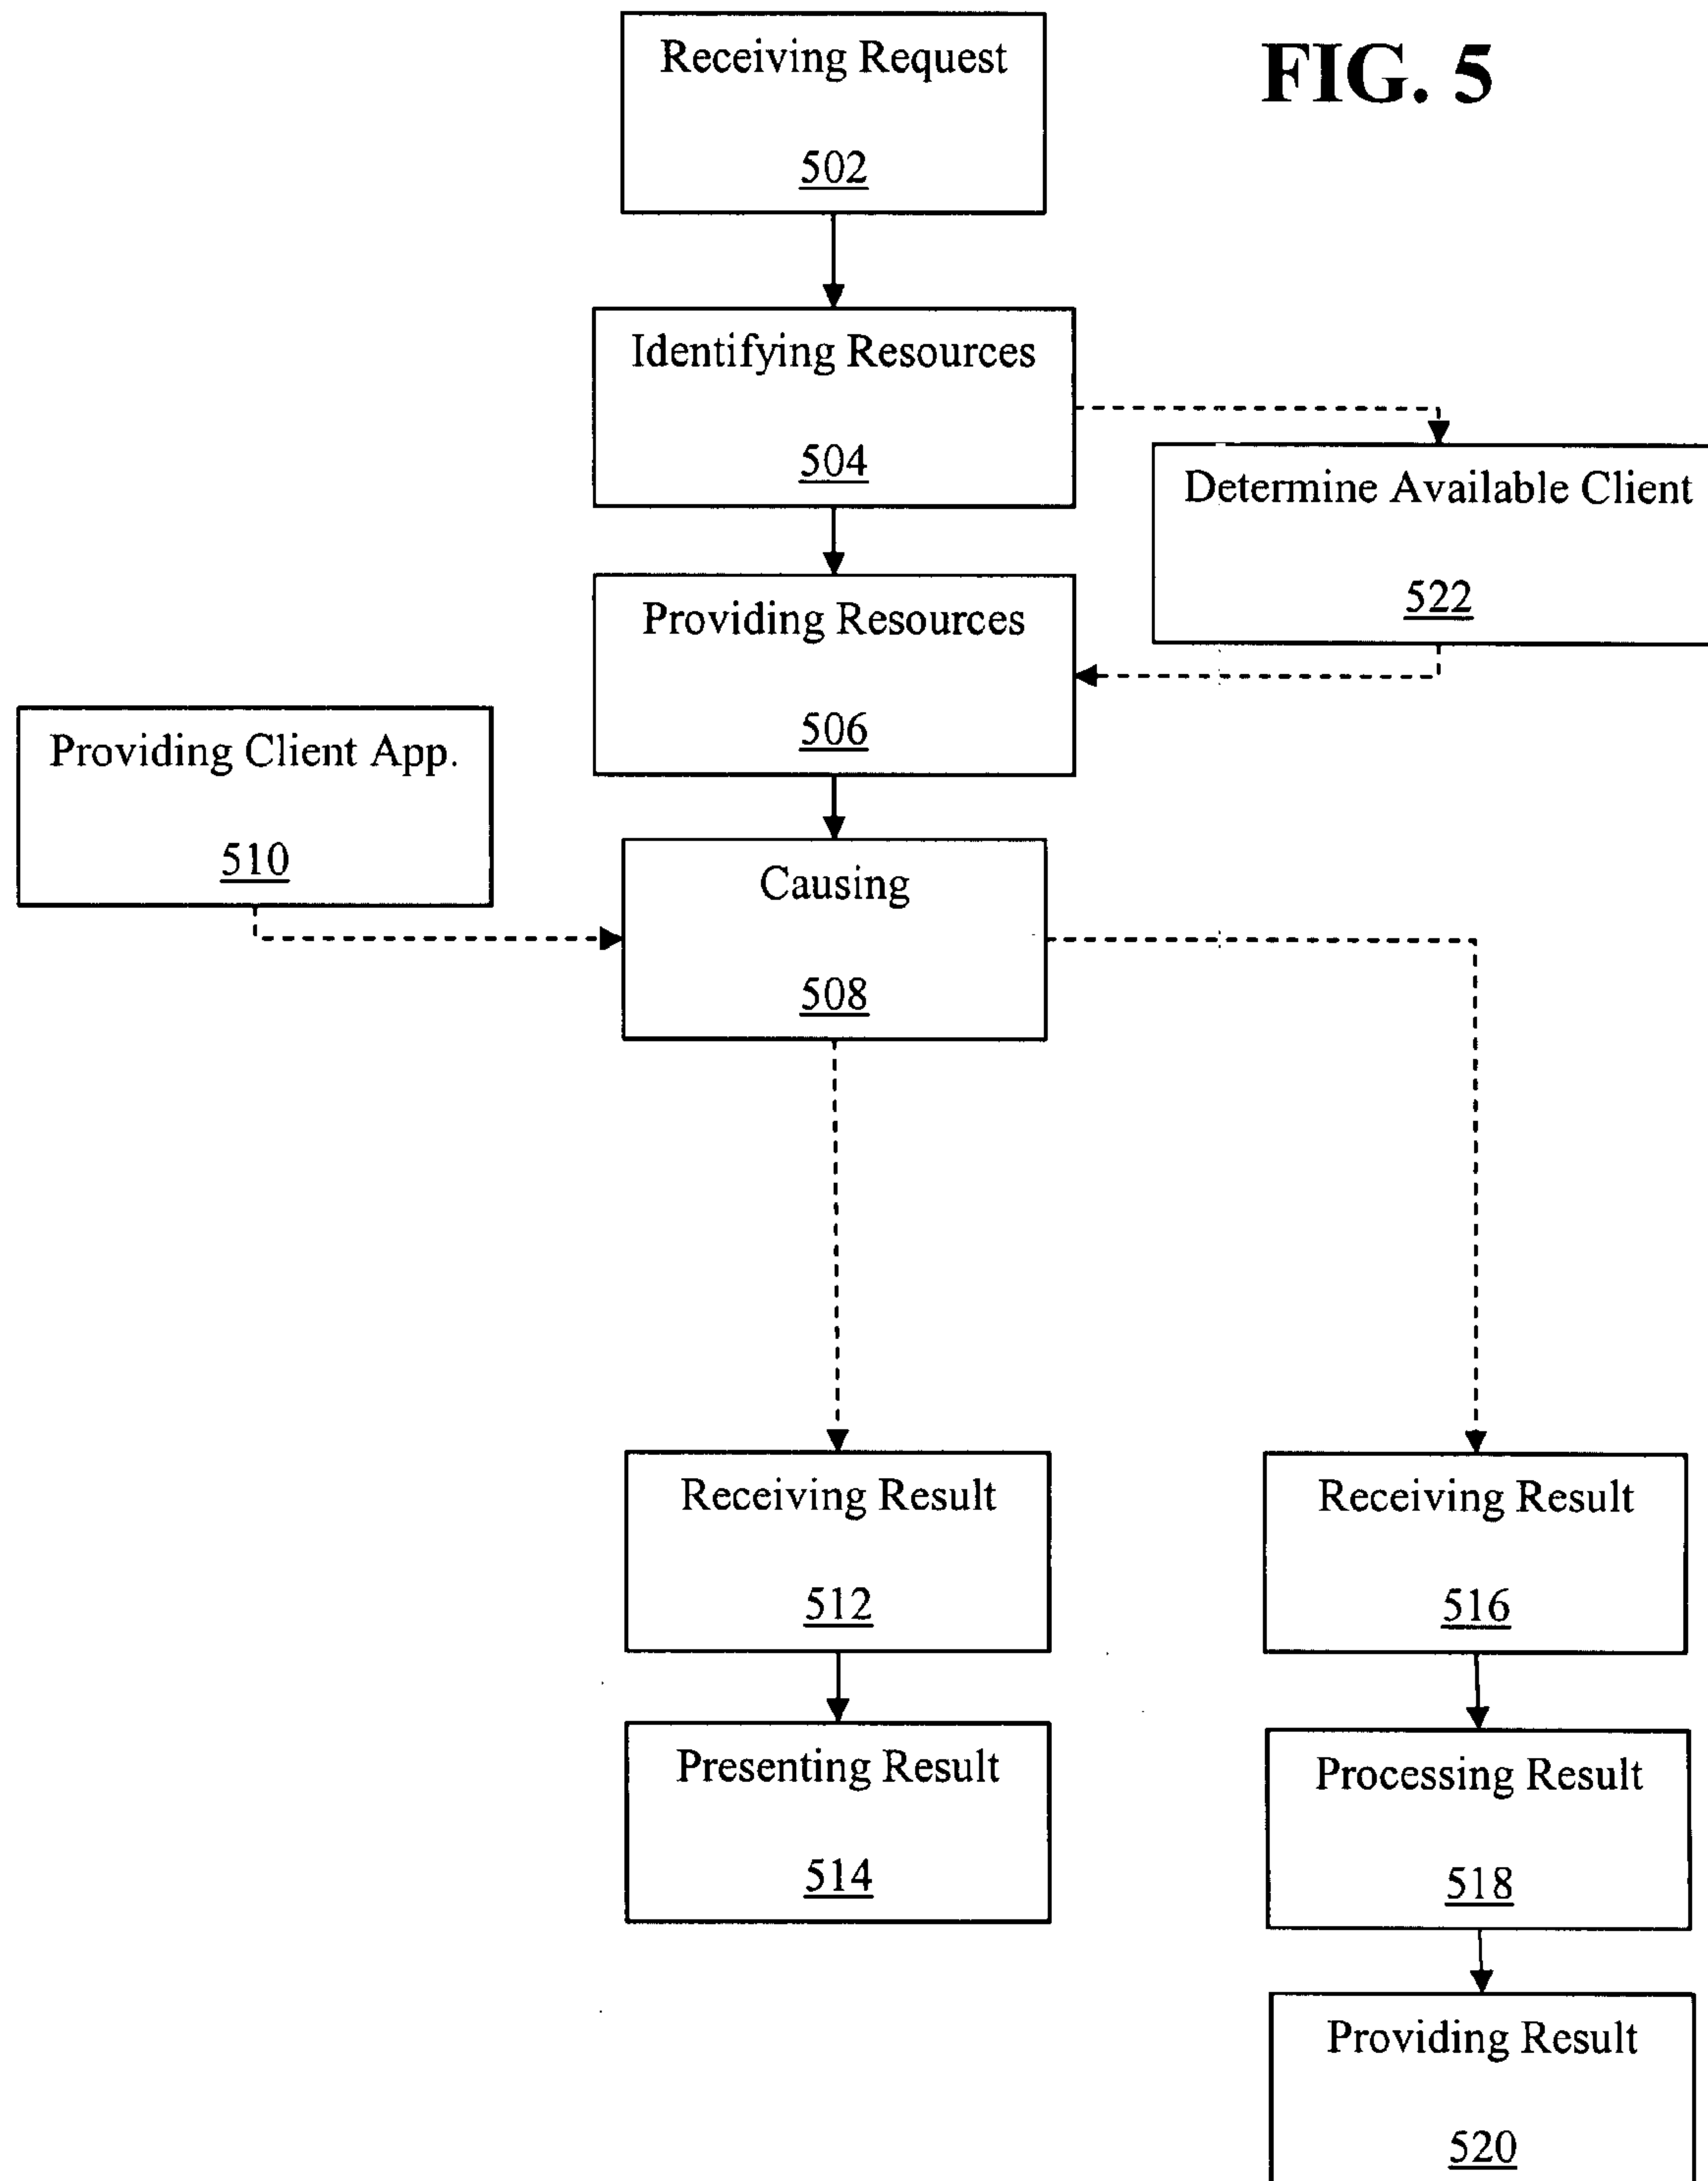 FIG. 5
Receiving Request
502
Identifying Resources
504
Determine Available Client
522
Providing Resources
506
Providing Client App.
510
Causing
508
Receiving Result
512
Receiving Result
516
Presenting Result
514
Processing Result
518
Providing Result
520